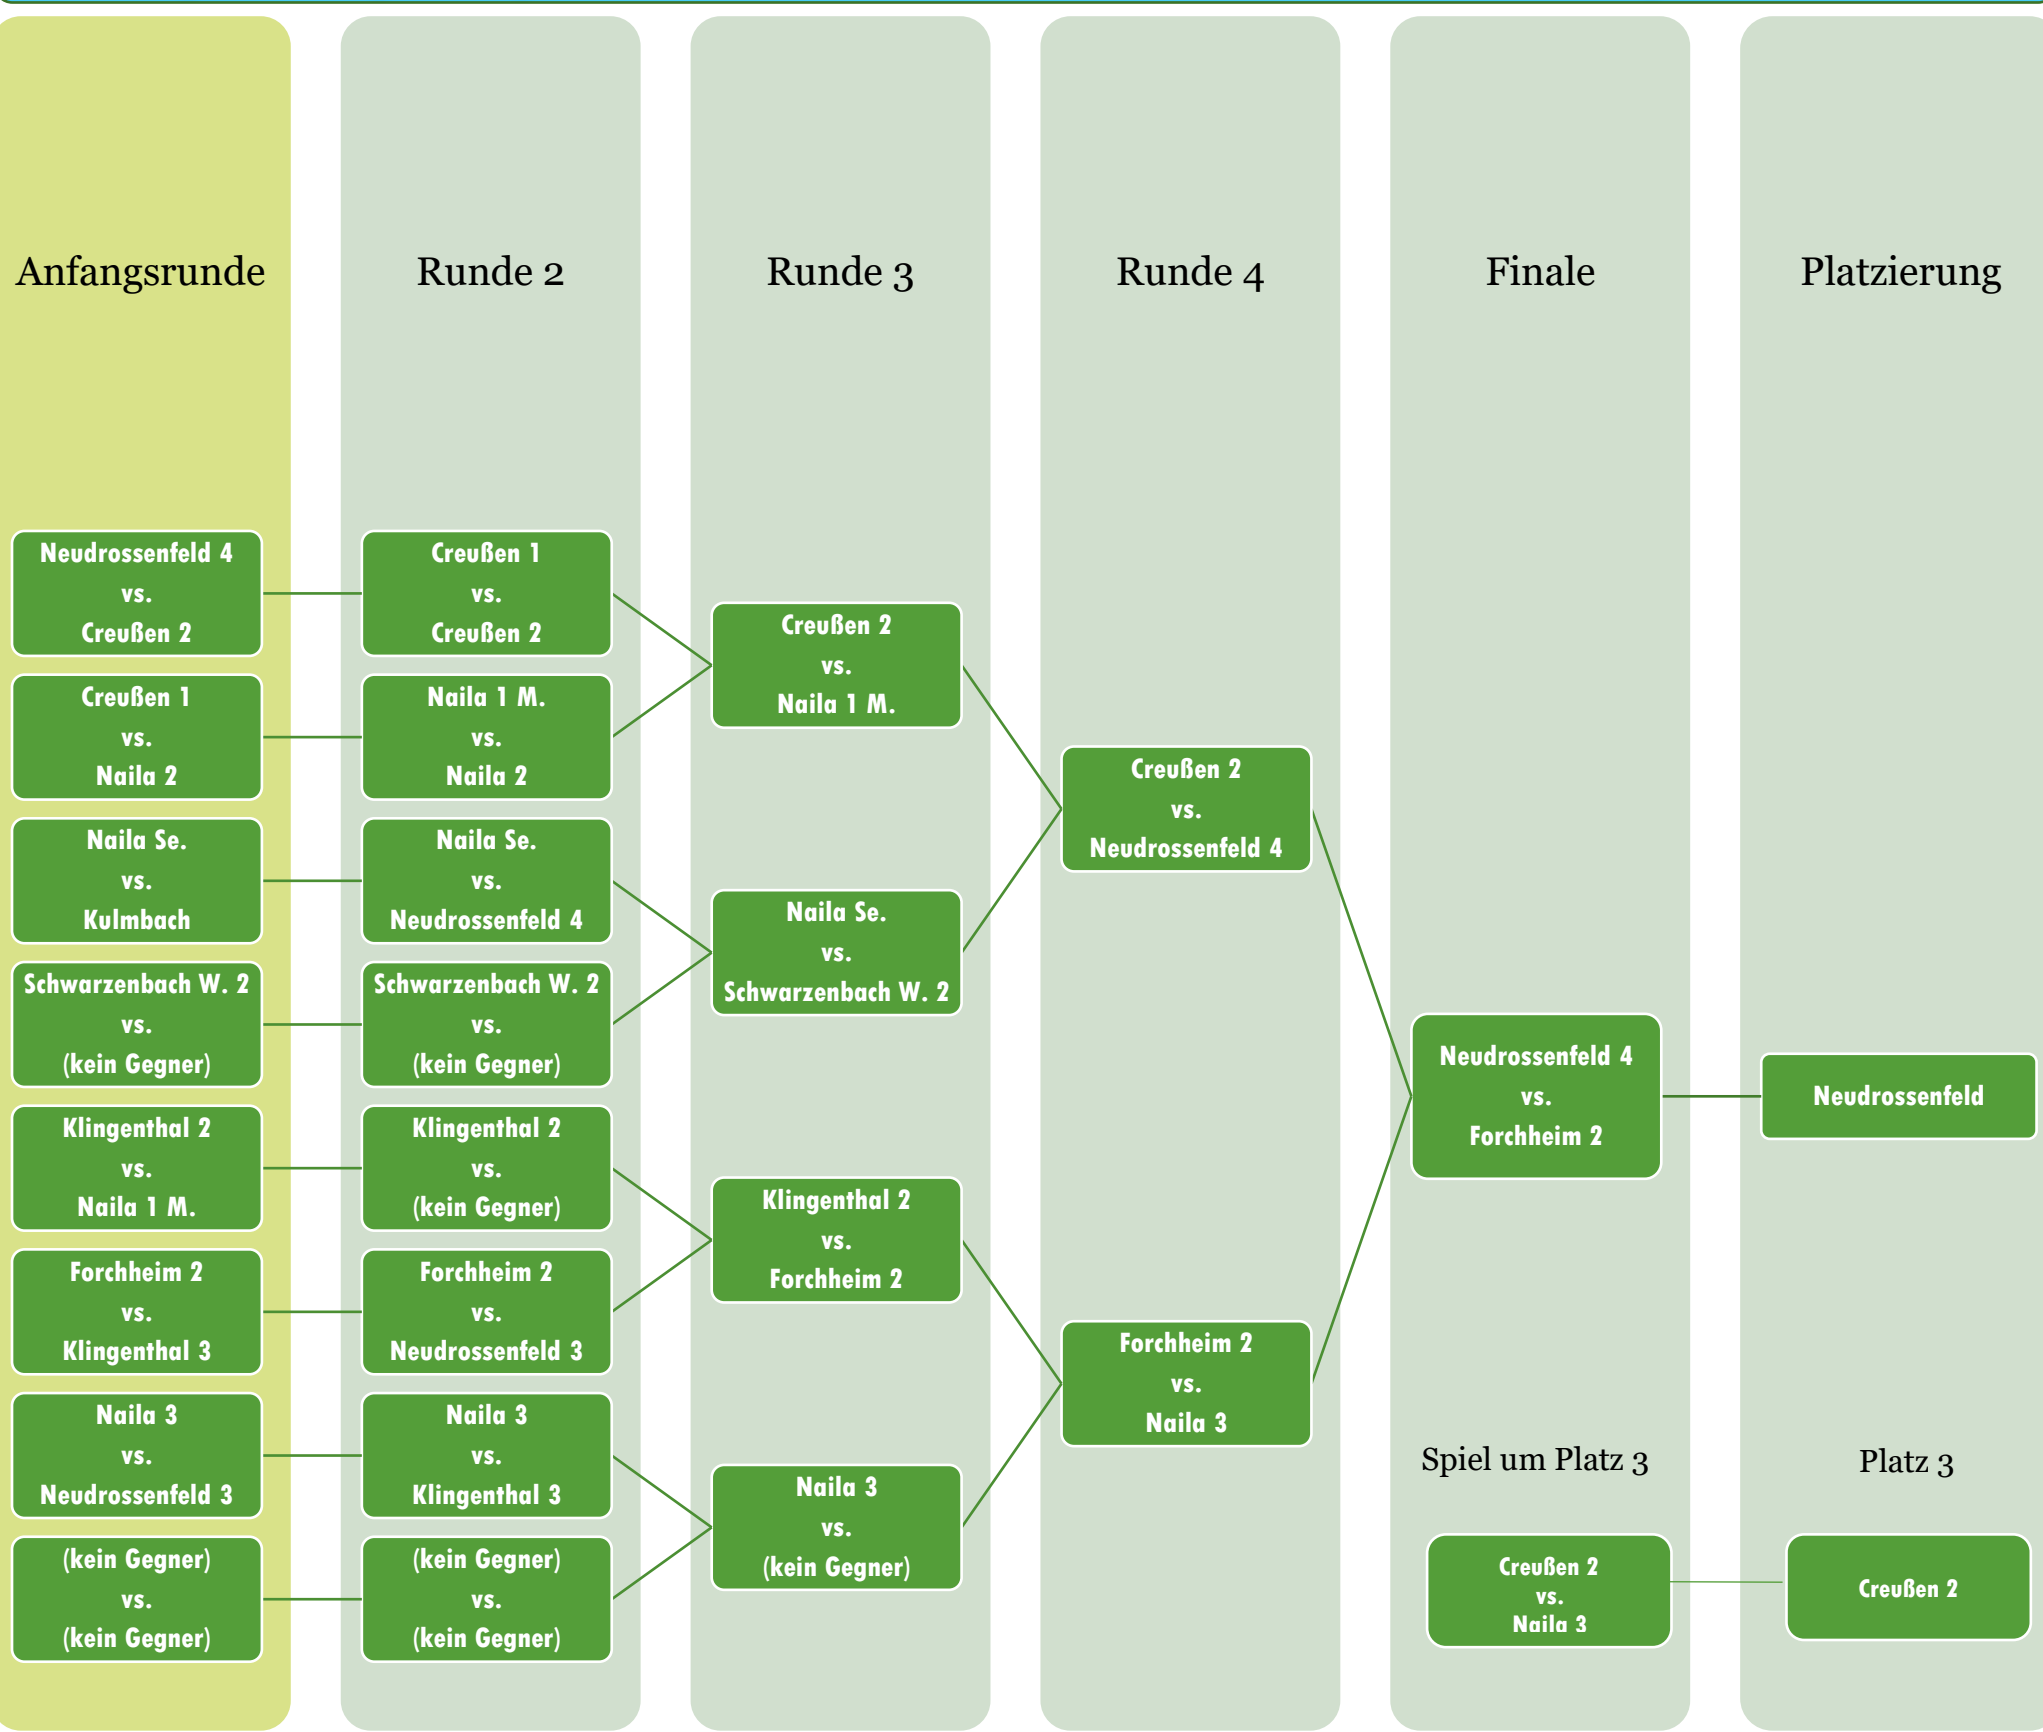 Anfangsrunde
Runde 2
Runde 3
Runde 4
Finale
Platzierung
Neudrossenfeld 4
vs.
Creußen 2
Creußen 1
vs.
Naila 2
Naila Se.
vs.
Kulmbach
Schwarzenbach W. 2
vs.
(kein Gegner)
Klingenthal 2
vs.
Naila 1 M.
Forchheim 2
vs.
Klingenthal 3
Naila 3
vs.
Neudrossenfeld 3
(kein Gegner)
vs.
(kein Gegner)
Creußen 1
vs.
Creußen 2
Naila 1 M.
vs.
Naila 2
Naila Se.
vs.
Neudrossenfeld 4
Schwarzenbach W. 2
vs.
(kein Gegner)
Klingenthal 2
vs.
(kein Gegner)
Forchheim 2
vs.
Neudrossenfeld 3
Naila 3
vs.
Klingenthal 3
(kein Gegner)
vs.
(kein Gegner)
Creußen 2
vs.
Naila 1 M.
Naila Se.
vs.
Schwarzenbach W. 2
Klingenthal 2
vs.
Forchheim 2
Naila 3
vs.
(kein Gegner)
Creußen 2
vs.
Neudrossenfeld 4
Forchheim 2
vs.
Naila 3
Neudrossenfeld 4
vs.
Forchheim 2
Neudrossenfeld
Spiel um Platz 3
Platz 3
Creußen 2
vs.
Naila 3
Creußen 2